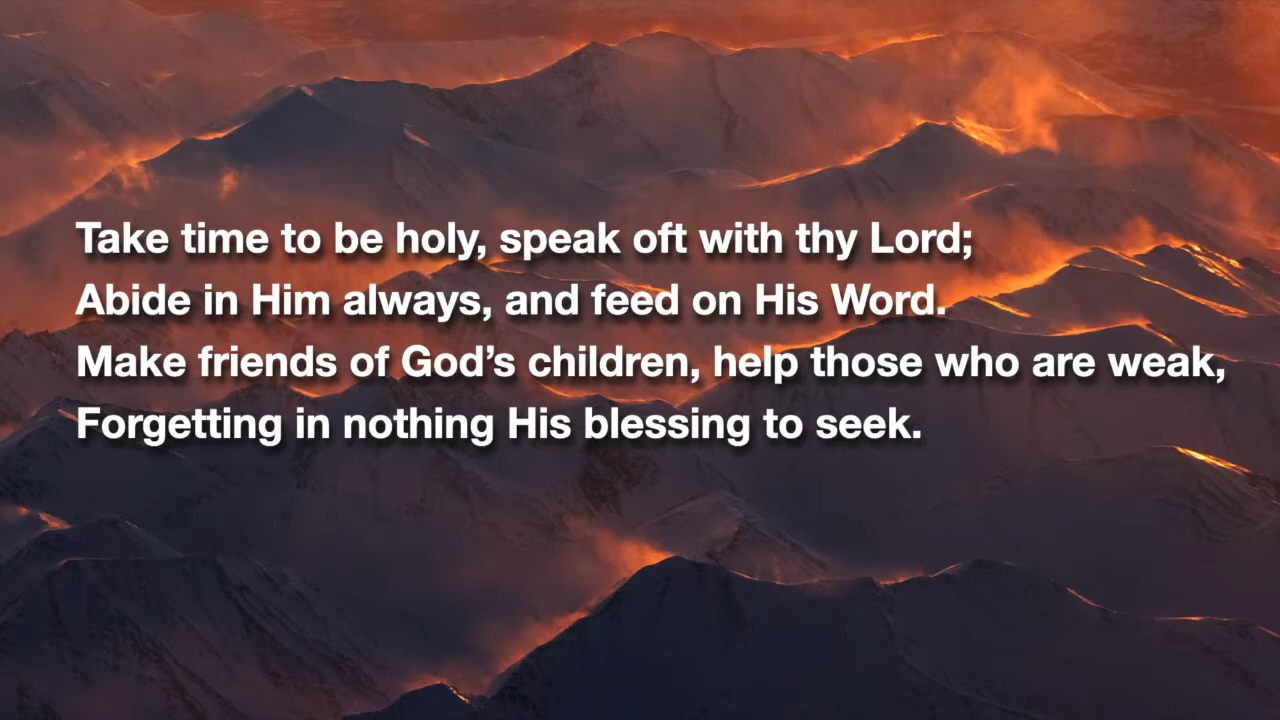 Take time to be holy, speak oft with thy Lord;
Abide in Him always, and feed on His Word.
Make friends of God’s children, help those who are weak,
Forgetting in nothing His blessing to seek.